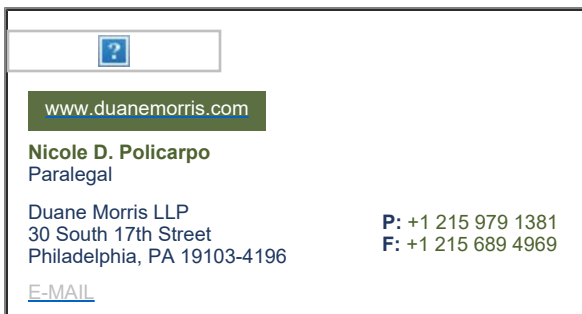 www.duanemorris.com
Nicole D. Policarpo
Paralegal
Duane Morris LLP
30 South 17th Street
Philadelphia, PA 19103-4196
P: +1 215 979 1381
F: +1 215 689 4969
E-MAIL